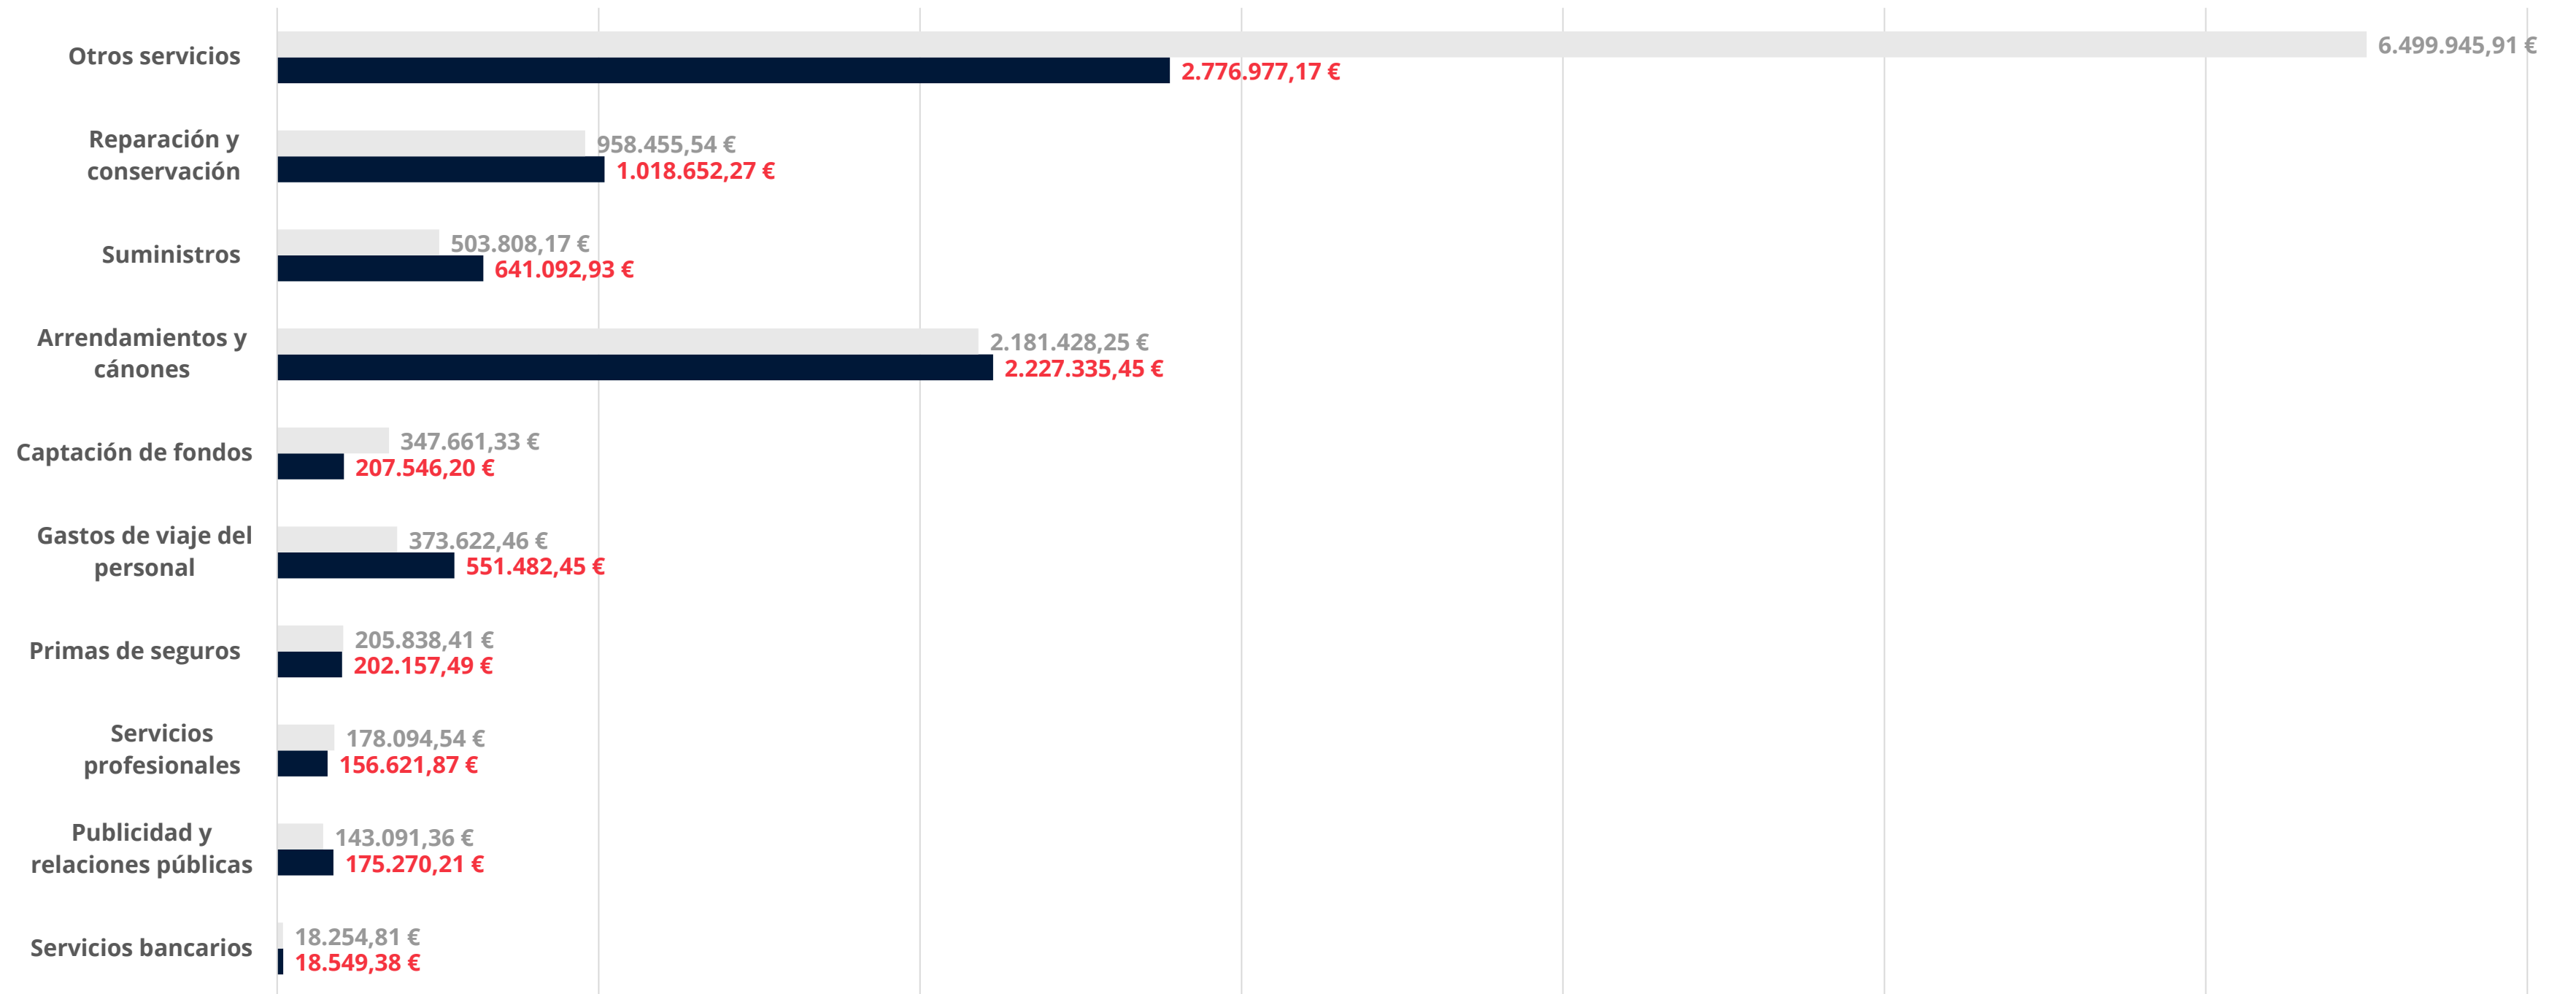 Otros servicios
6.499.945,91 €
2.776.977,17 €
Reparación y
conservación
958.455,54 €
1.018.652,27 €
Suministros
503.808,17 €
641.092,93 €
Arrendamientos y
cánones
2.181.428,25 €
2.227.335,45 €
Captación de fondos
347.661,33 €
207.546,20 €
Gastos de viaje del
personal
373.622,46 €
551.482,45 €
Primas de seguros
205.838,41 €
202.157,49 €
Servicios
profesionales
178.094,54 €
156.621,87 €
Publicidad y
relaciones públicas
143.091,36 €
175.270,21 €
Servicios bancarios
18.254,81 €
18.549,38 €